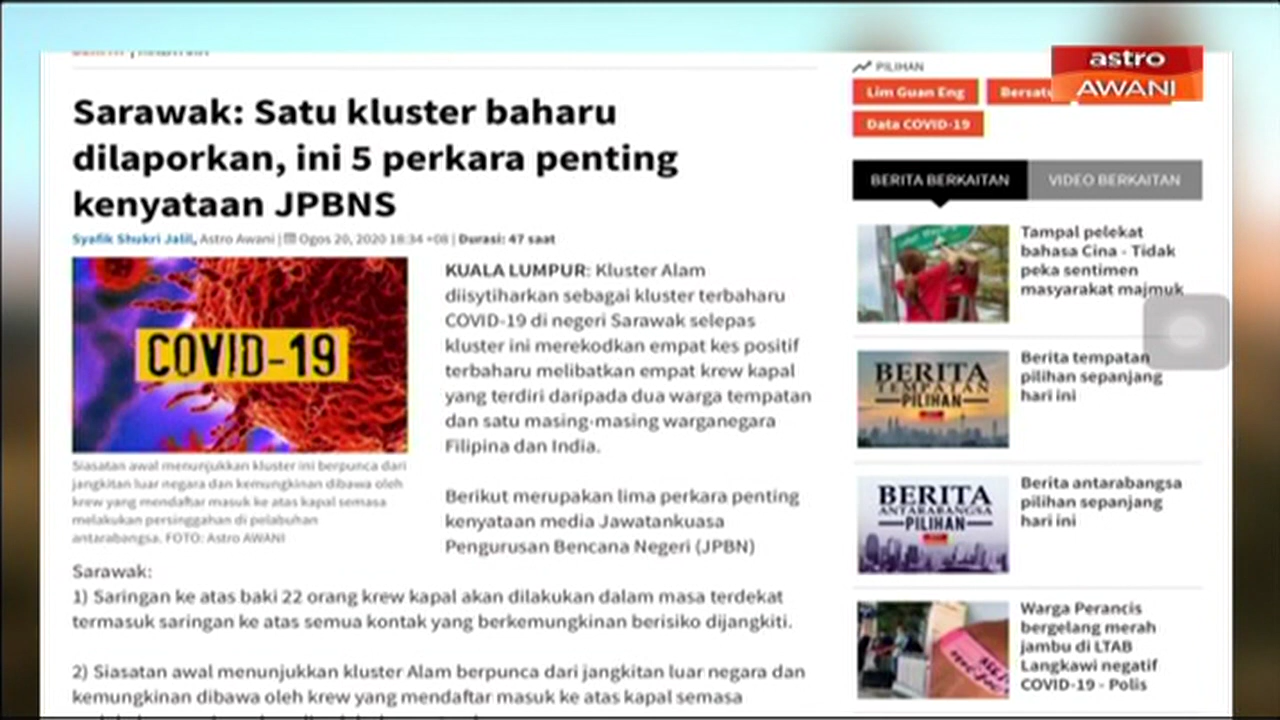 Sarawak: Satu kluster baharu
dilaporkan, ini 5 perkara penting
kenyataan JPBNS
Syafik Shukri Jalil, Astro Awani | Ogos 20, 2020 18:34 +08 | Durasi: 47 saat
COVID-19
Siasatan awal menunjukkan kluster ini berpunca dari
jangkitan luar negara dan kemungkinan dibawa oleh
krew yang mendaftar masuk ke atas kapal semasa
melakukan persinggahan di pelabuhan
antarabangsa. FOTO: Astro AWANI
KUALA LUMPUR: Kluster Alam
diisytiharkan sebagai kluster terbaharu
COVID-19 di negeri Sarawak selepas
kluster ini merekodkan empat kes positif
terbaharu melibatkan empat krew kapal
yang terdiri daripada dua warga tempatan
dan satu masing-masing warganegara
Filipina dan India.
Berikut merupakan lima perkara penting
kenyataan media Jawatankuasa
Pengurusan Bencana Negeri (JPBN)
Sarawak:
1) Saringan ke atas baki 22 orang krew kapal akan dilakukan dalam masa terdekat
termasuk saringan ke atas semua kontak yang berkemungkinan berisiko dijangkiti.
2) Siasatan awal menunjukkan kluster Alam berpunca dari jangkitan luar negara dan
kemungkinan dibawa oleh krew yang mendaftar masuk ke atas kapal semasa
PILIHAN
astro
AWANI
Lim Guan Eng
Bersatu
Data COVID-19
BERITA BERKAITAN
VIDEO BERKAITAN
Tampal pelekat
bahasa Cina - Tidak
peka sentimen
masyarakat majmuk
BERITA
TEMPATAN
PILIHAN
Berita tempatan
pilihan sepanjang
hari ini
BERITA
ANTARABANGSA
PILIHAN
Berita antarabangsa
pilihan sepanjang
hari ini
Warga Perancis
bergelang merah
jambu di LTAB
Langkawi negatif
COVID-19 - Polis